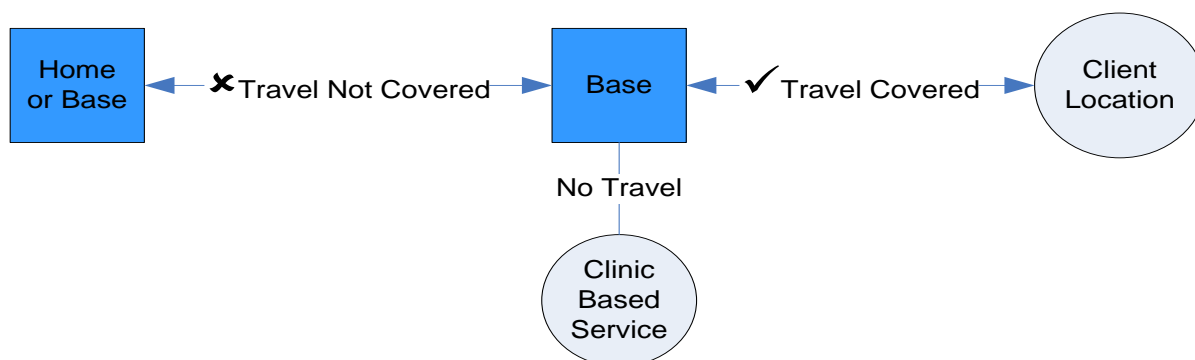 Home
or Base
✘ Travel Not Covered
Base
✓ Travel Covered
Client
Location
No Travel
Clinic
Based
Service